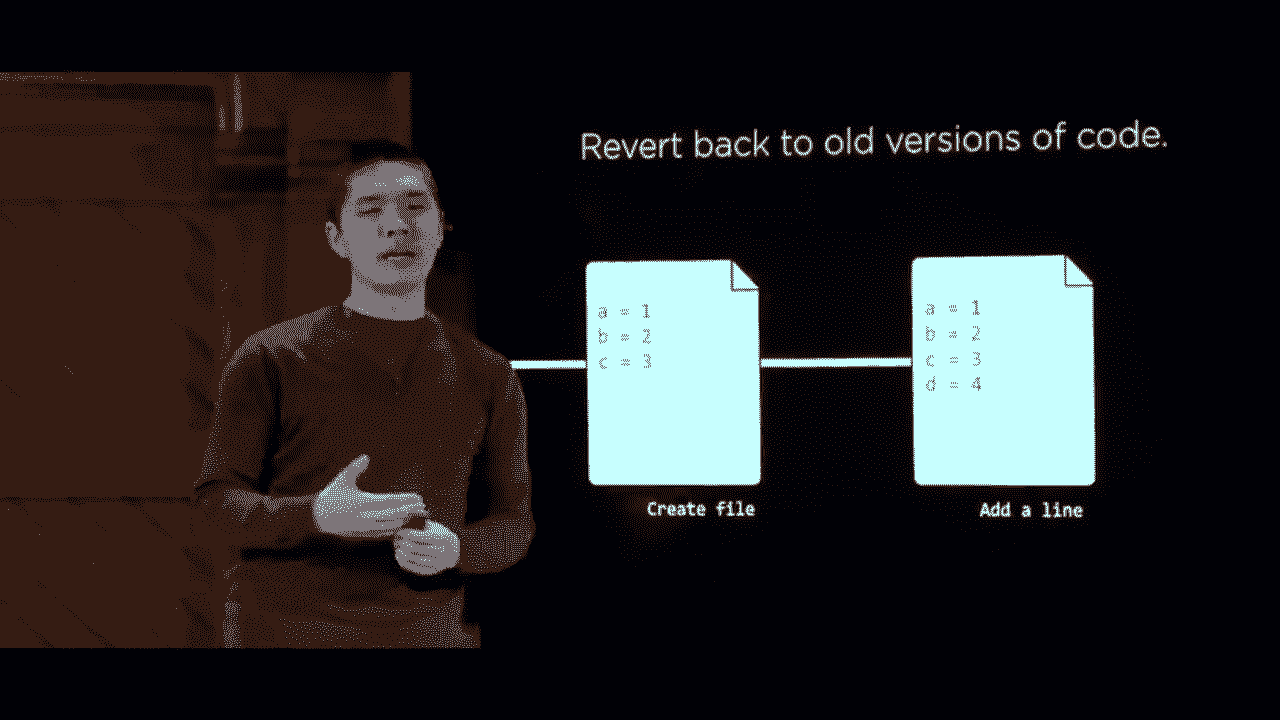 Revert back to old versions of code.
a = 1
b = 2
c = 3
Create file
a = 1
b = 2
c = 3
d = 4
Add a line